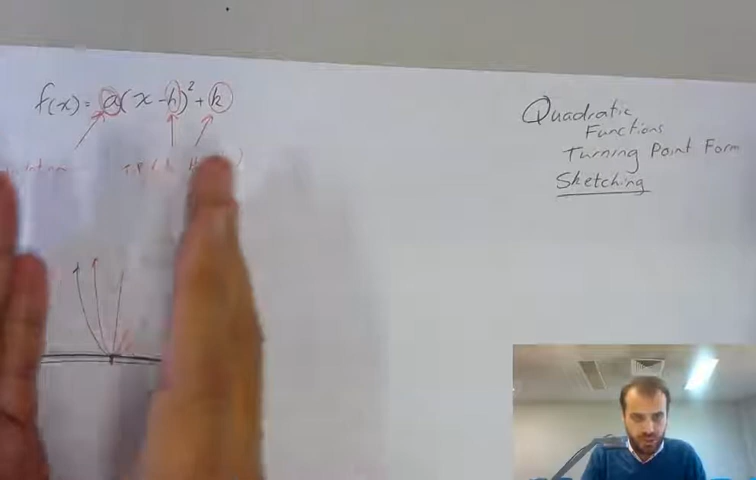 f(x) = a(x - h)² + k
Quadratic
Functions
Turning Point Form
Sketching